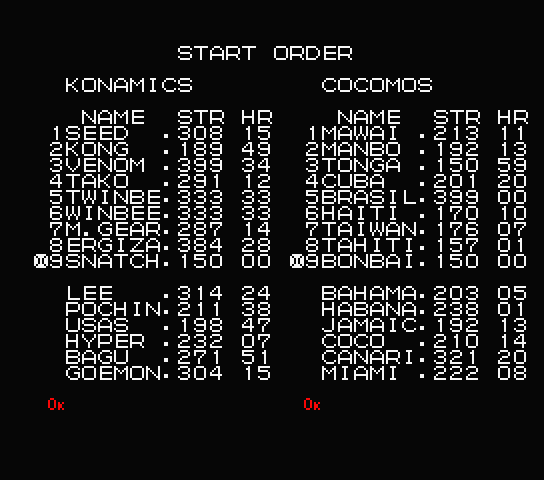 START ORDER
KONAMICS COCOMOS
NAME STR HR NAME STR HR
1SEED .308 15 1MAWAI .213 11
2KONG .189 49 2MANBO .192 13
3VENOM .399 34 3TONGA .150 59
4TAKO .291 12 4CUBA .201 20
5TWINBE.333 33 5BRASIL.399 00
6WINBEE.333 33 6HAITI .170 10
7M.GEAR.287 14 7TAIWAN.176 07
8ERGIZA.384 28 8TAHITI.157 01
9SNATCH.150 00 9BONBAI.150 00
LEE .314 24 BAHAMA.203 05
POCHIN.211 38 HABANA.238 01
USAS .198 47 JAMAIC.192 13
HYPER .232 07 COCO .210 14
BAGU .271 51 CANARI.321 20
GOEMON.304 15 MIAMI .222 08
OK OK